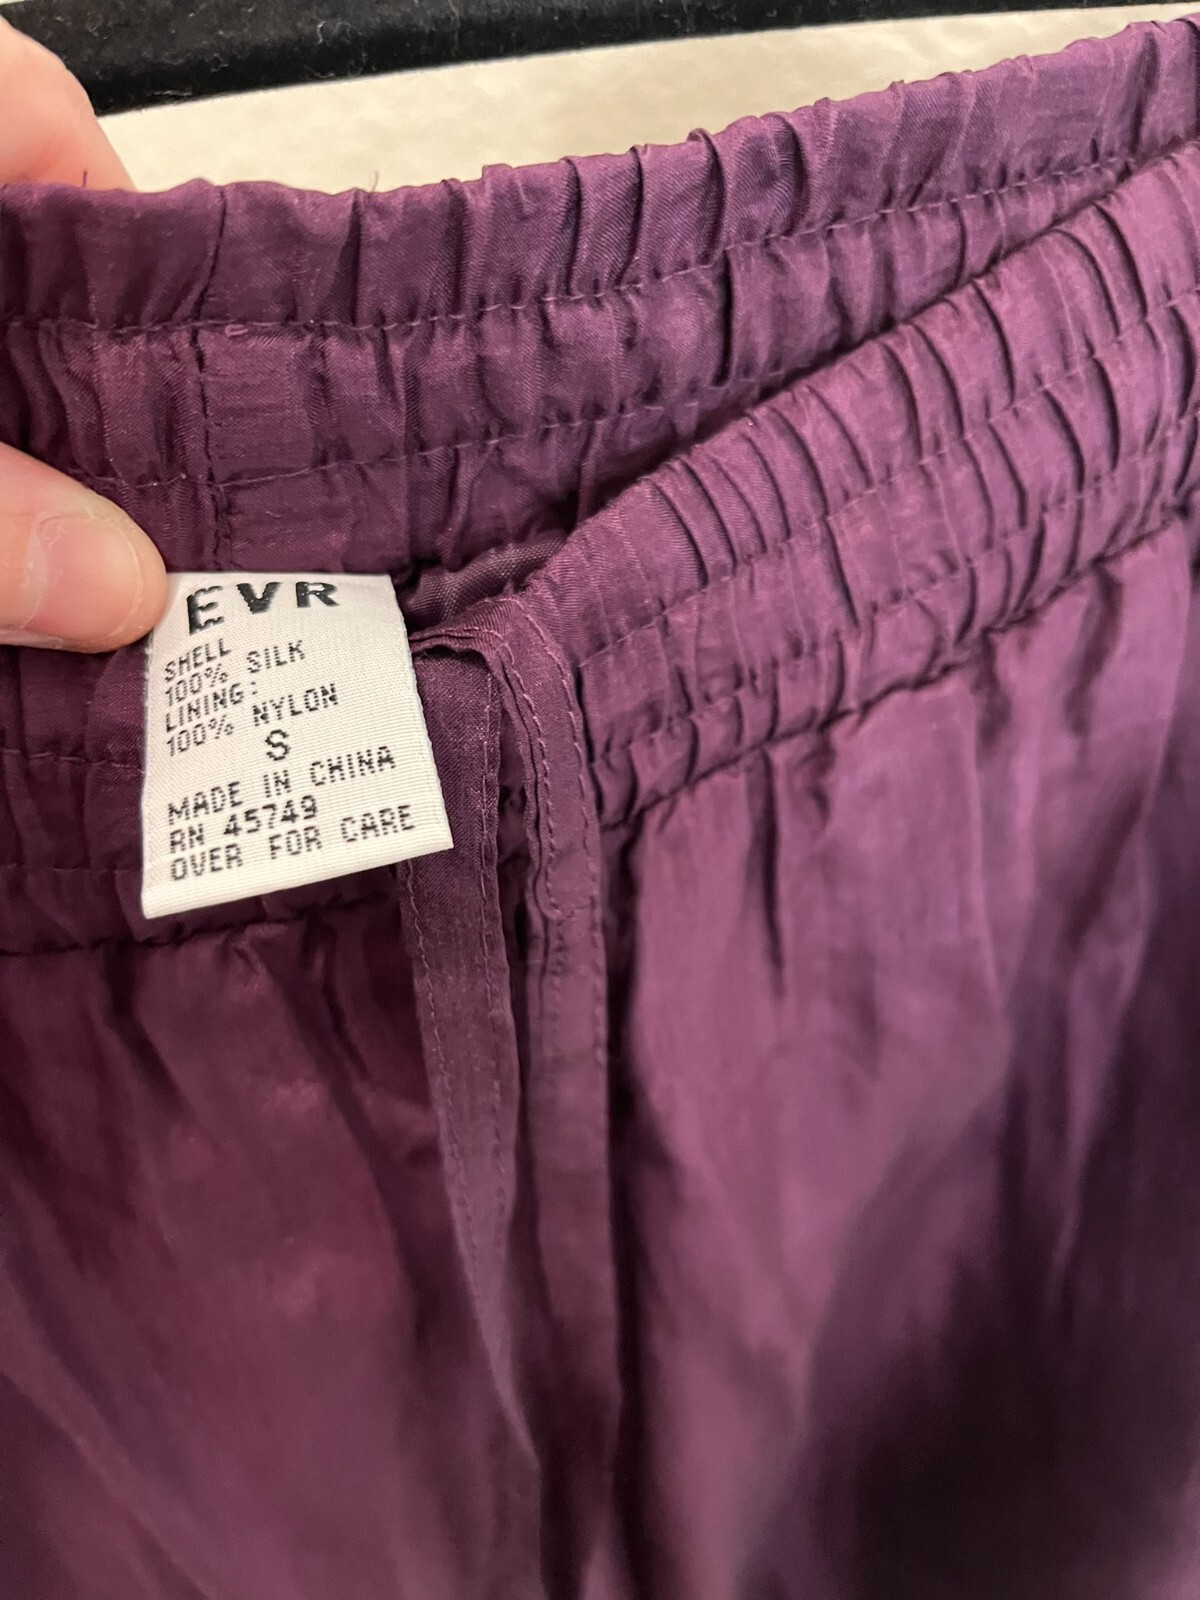 EVR
SHELL
100% SILK
LINING:
100% NYLON
S
MADE IN CHINA
RN 45749
OVER FOR CARE